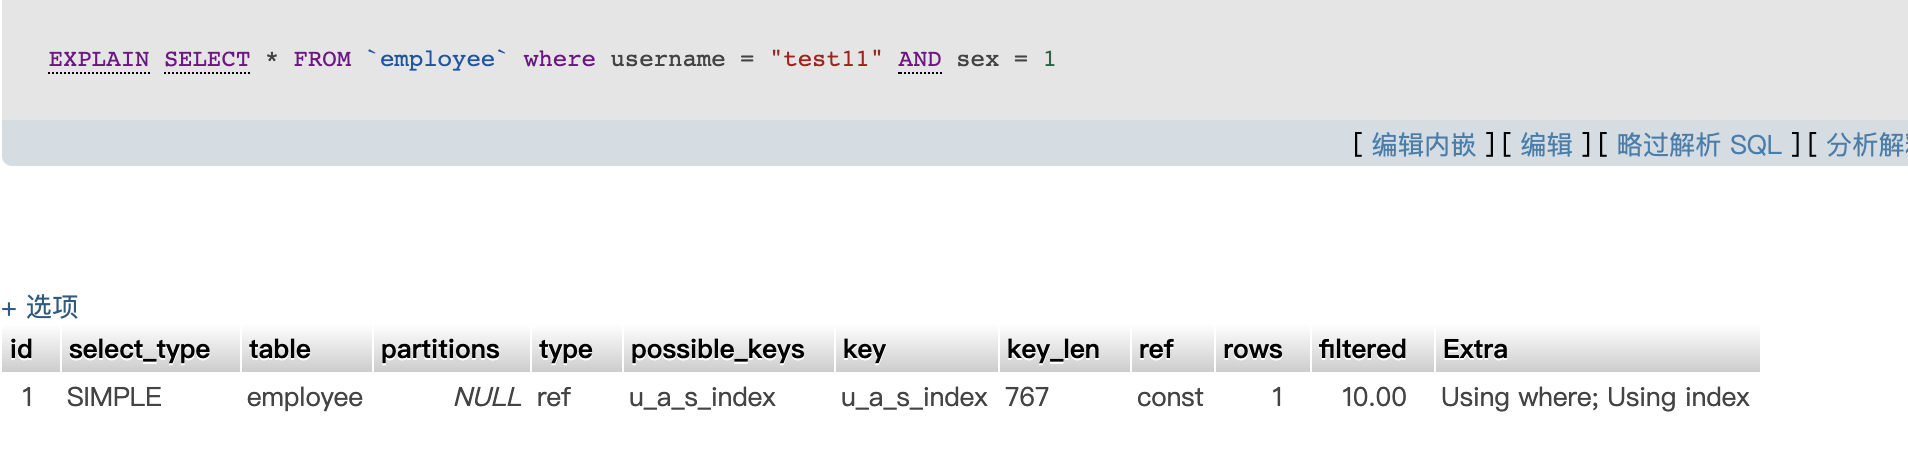 EXPLAIN SELECT * FROM `employee` where username = "test11" AND sex = 1
[ 编辑内嵌 ][ 编辑 ][ 略过解析 SQL ][ 分析解
+ 选项
id select_type table partitions type possible_keys key key_len ref rows filtered Extra
1 SIMPLE employee NULL ref u_a_s_index u_a_s_index 767 const 1 10.00 Using where; Using index